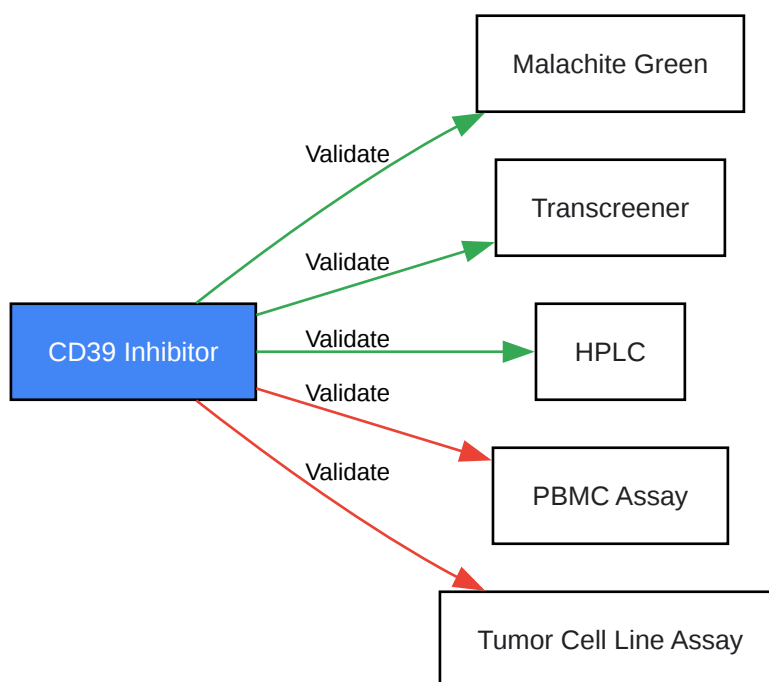 Malachite Green
Validate
Transcreener
Validate
CD39 Inhibitor
Validate
HPLC
Validate
PBMC Assay
Validate
Tumor Cell Line Assay